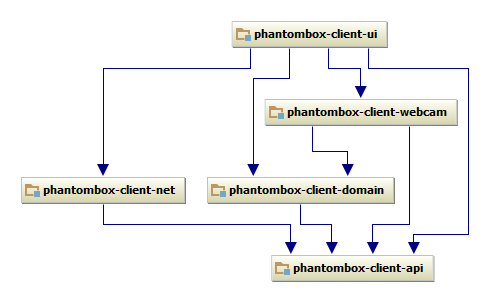 phantombox-client-ui
phantombox-client-webcam
phantombox-client-net
phantombox-client-domain
phantombox-client-api